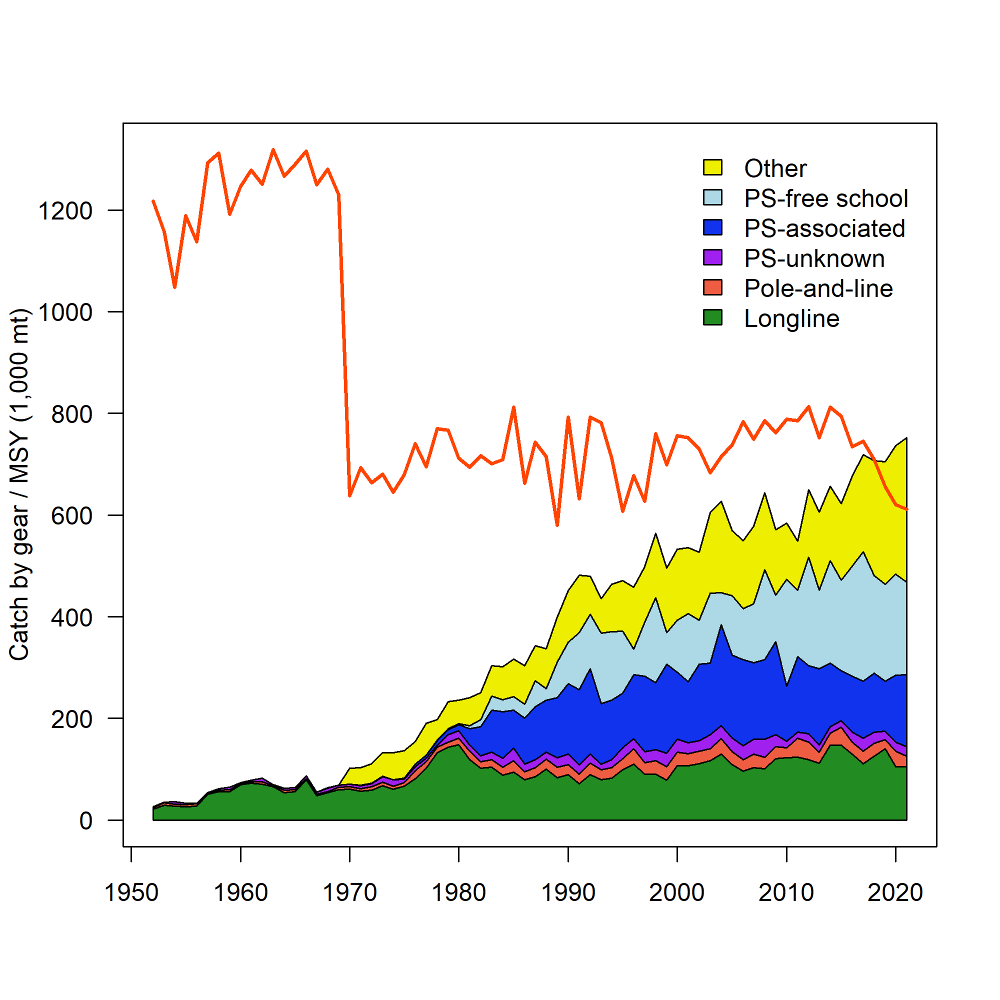 Catch by gear / MSY (1,000 mt)
1200
1000
800
600
400
200
0
Other
PS-free school
PS-associated
PS-unknown
Pole-and-line
Longline
1950 1960 1970 1980 1990 2000 2010 2020